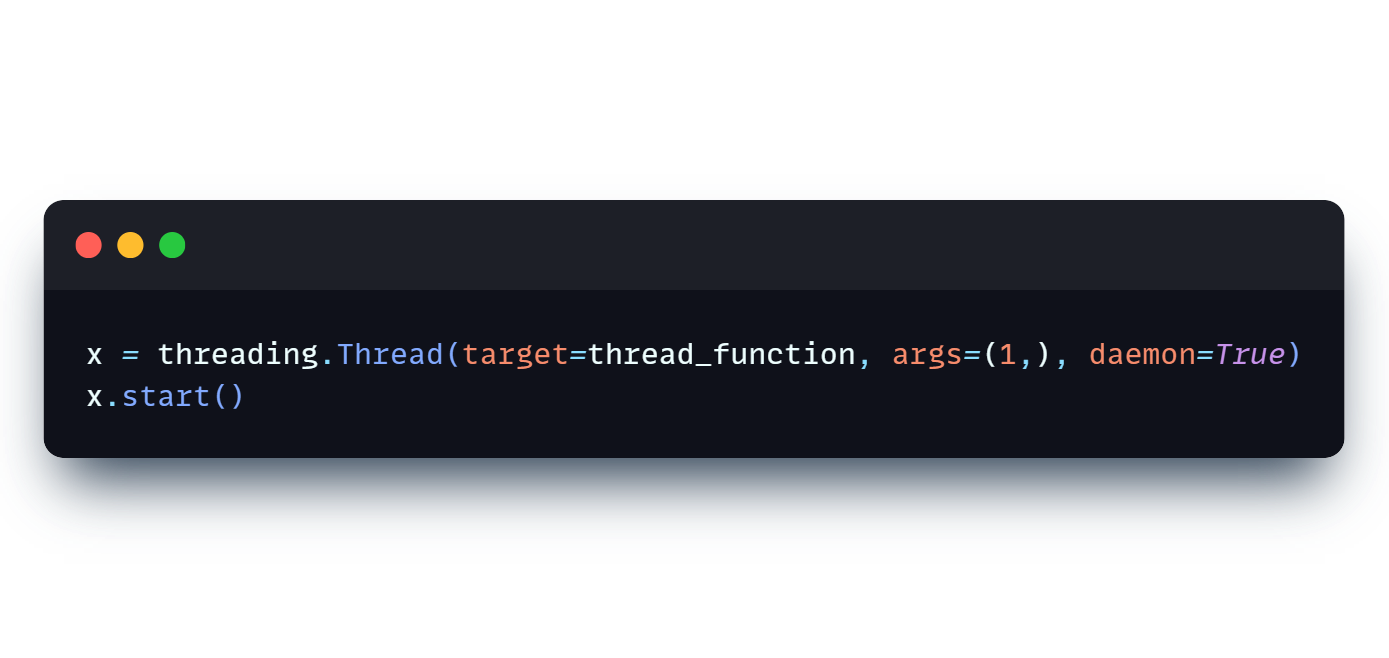 x = threading.Thread(target=thread_function, args=(1,), daemon=True)
x.start()